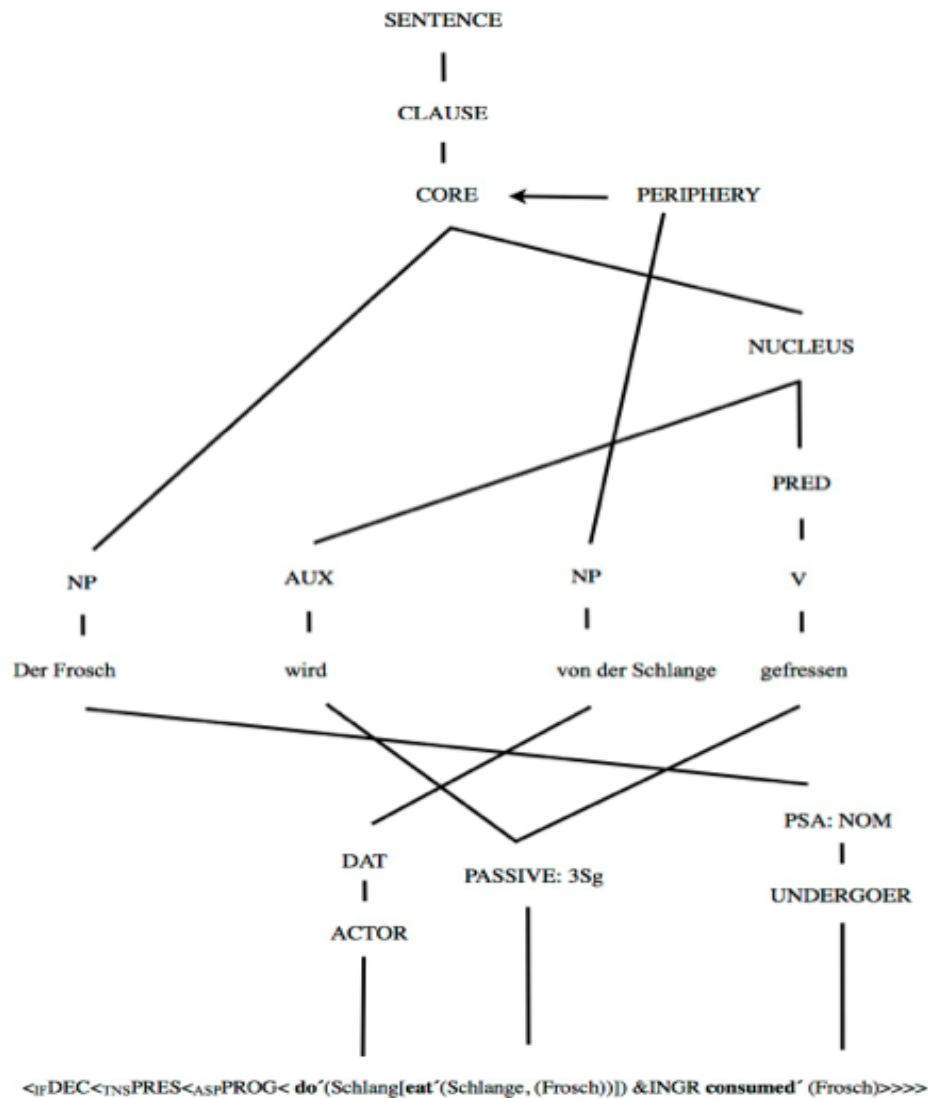 SENTENCE
CLAUSE
CORE PERIPHERY
NUCLEUS
PRED
NP AUX NP V
Der Frosch wird von der Schlange gefressen
PSA: NOM
DAT PASSIVE: 3Sg
UNDERGOER
ACTOR
<IFDEC<TNSPRES<ASPPROG< do´(Schlang[eat´(Schlange, (Frosch))]) &INGR consumed´ (Frosch)>>>>